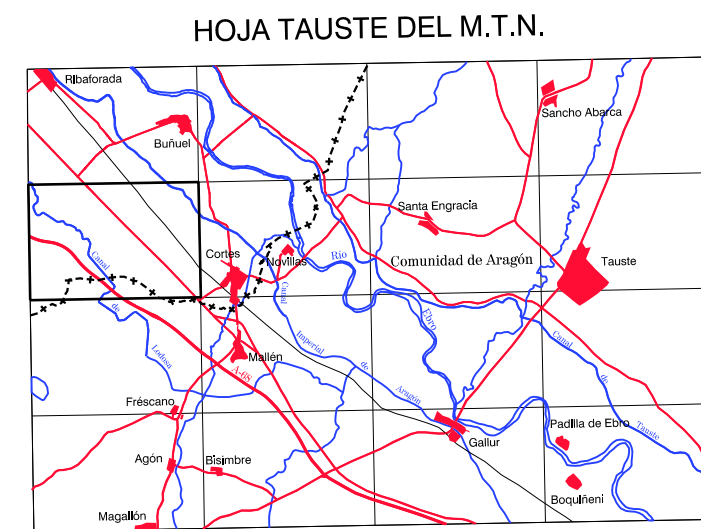 HOJA TAUSTE DEL M.T.N.
Ribaforada
Sancho Abarca
Buñuel
Santa Engracia
Cortes
Novillas
Río
Comunidad de Aragón
Tauste
Canal
de
Lodosa
Canal
Imperial
de
Aragón
Ebro
Canal
de
Tauste
Mallén
A-68
Fréscano
Gallur
Padilla de Ebro
Agón
Bisimbre
Boquiñeni
Magallón